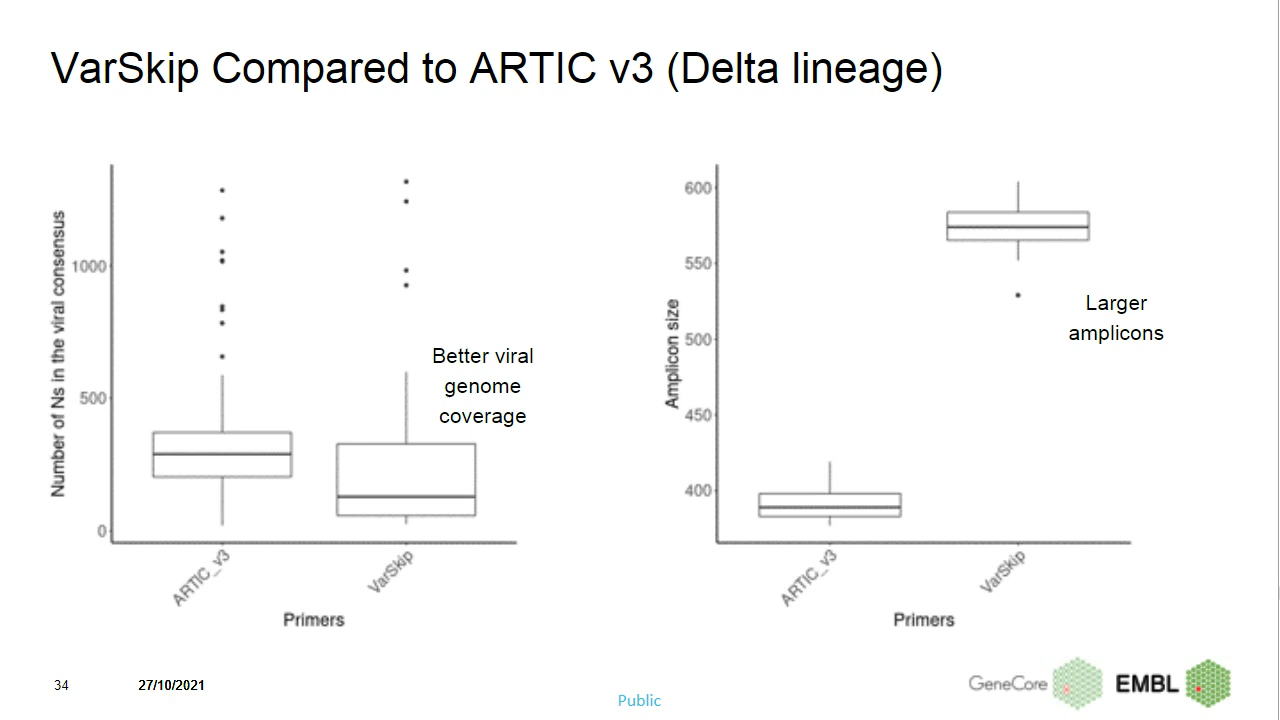 VarSkip Compared to ARTIC v3 (Delta lineage)
Number of Ns in the viral consensus
1000
500
0
Better viral
genome
coverage
ARTIC_v3
VarSkip
Primers
Amplicon size
600
550
500
450
400
Larger
amplicons
ARTIC_v3
VarSkip
Primers
34
27/10/2021
Public
GeneCore
EMBL